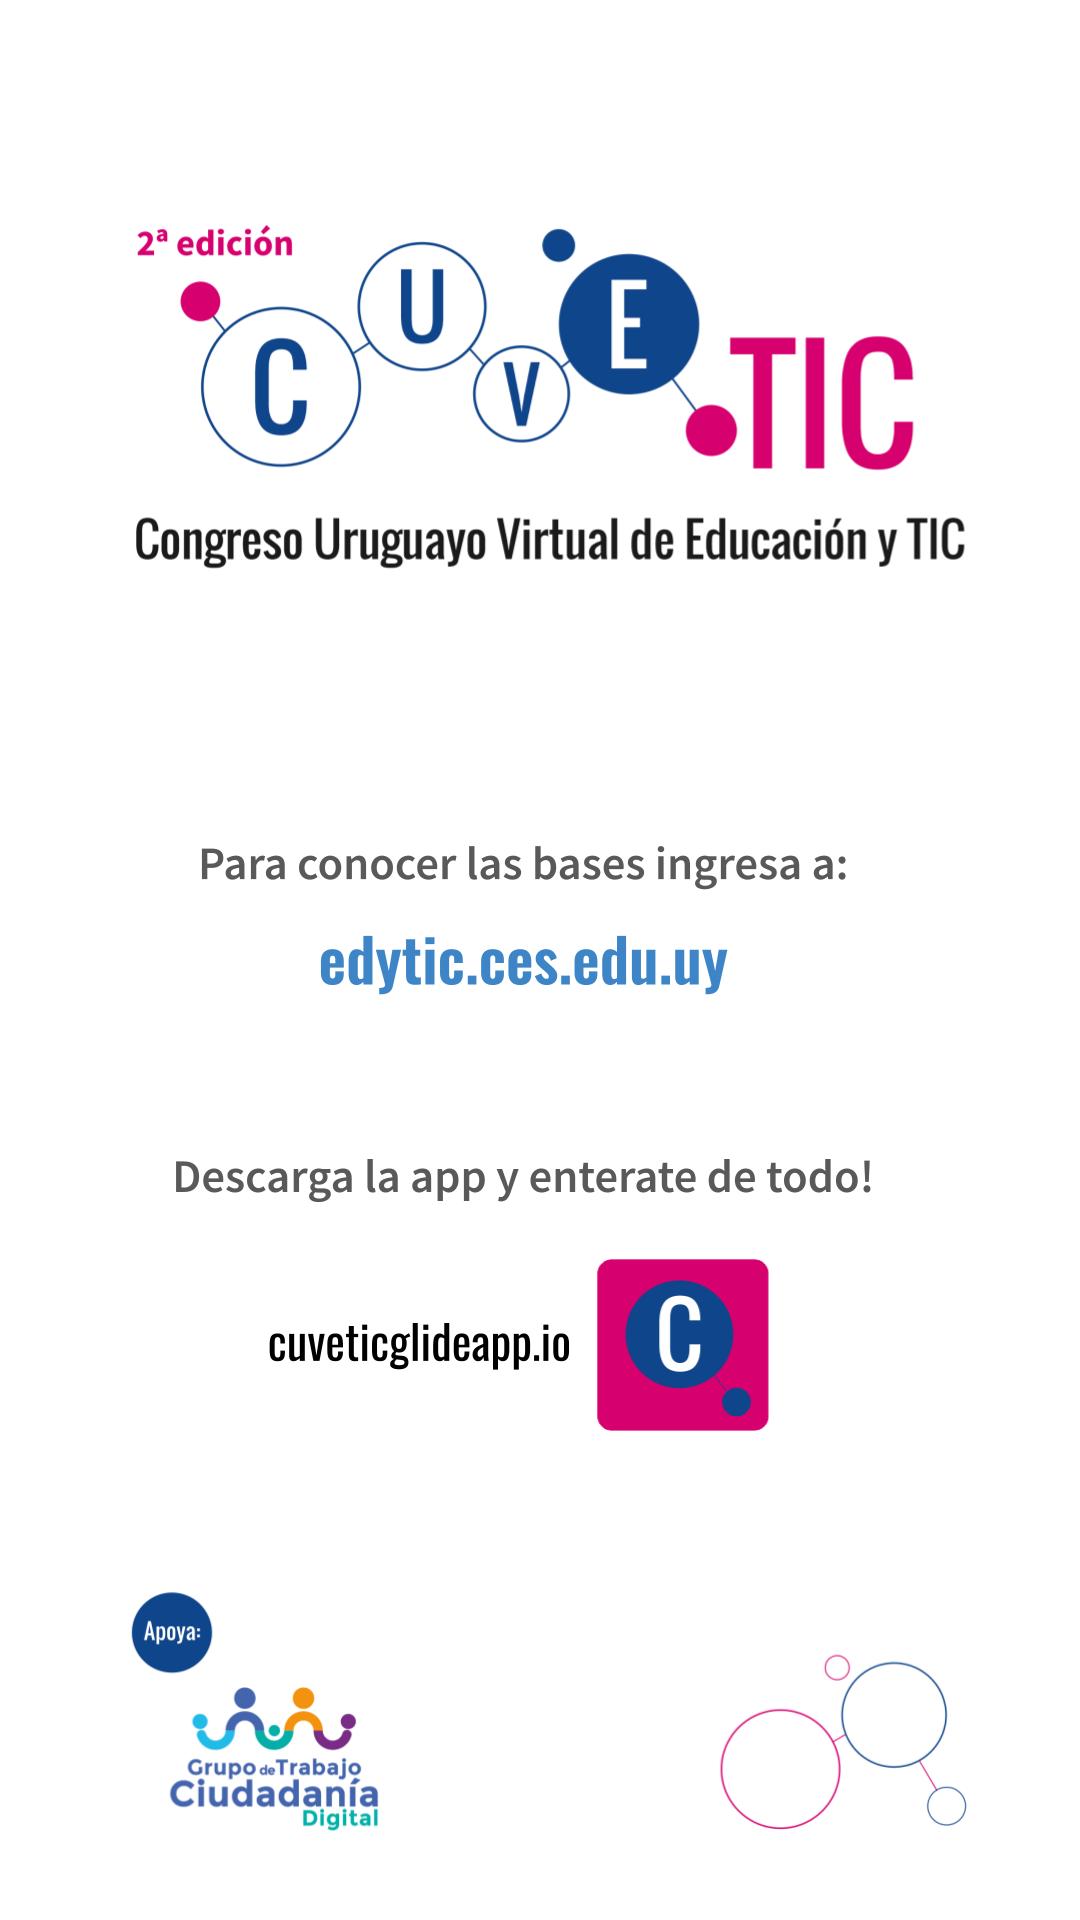 2ª edición
CUVETIC
Congreso Uruguayo Virtual de Educación y TIC
Para conocer las bases ingresa a:
edytic.ces.edu.uy
Descarga la app y enterate de todo!
cuveticglideapp.io
C
Apoya:
Grupo de Trabajo
Ciudadanía
Digital